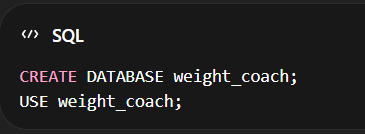 </> SQL
CREATE DATABASE weight_coach;
USE weight_coach;